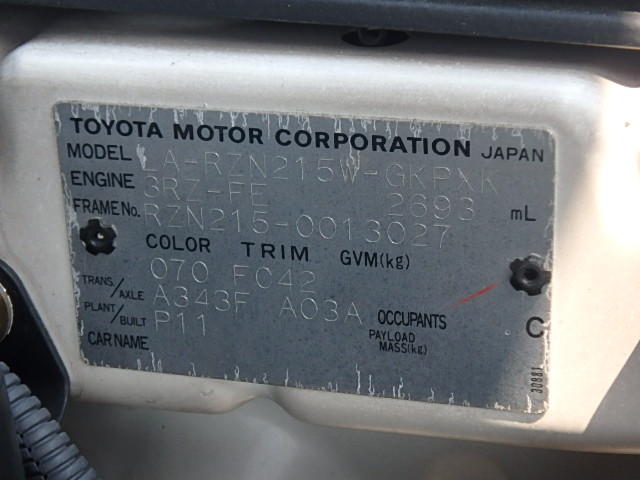 TOYOTA MOTOR CORPORATION JAPAN
MODEL LA-RZN215W-GKPXK
ENGINE 3RZ-FE 2693 mL
FRAME No. RZN215-0013027
COLOR TRIM GVM(kg)
070 FC42
TRANS/AXLE A343F A03A
PLANT/BUILT P11 OCCUPANTS C
CAR NAME PAYLOAD MASS(kg)
30881